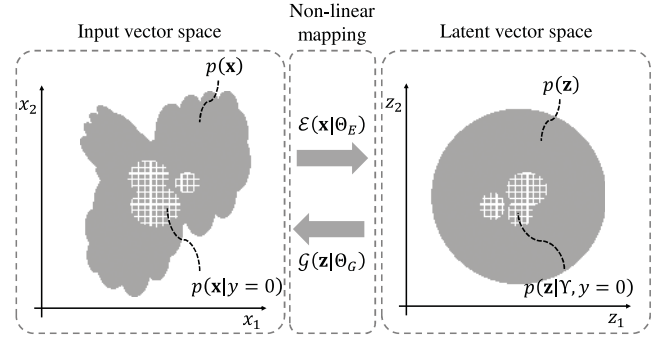 Input vector space
Non-linear
mapping
Latent vector space
p(𝐱)
x₂
ℰ(𝐱|Θ_E)
𝒢(𝐳|Θ_G)
p(𝐱|y = 0)
x₁
p(𝐳)
z₂
p(𝐳|Υ, y = 0)
z₁